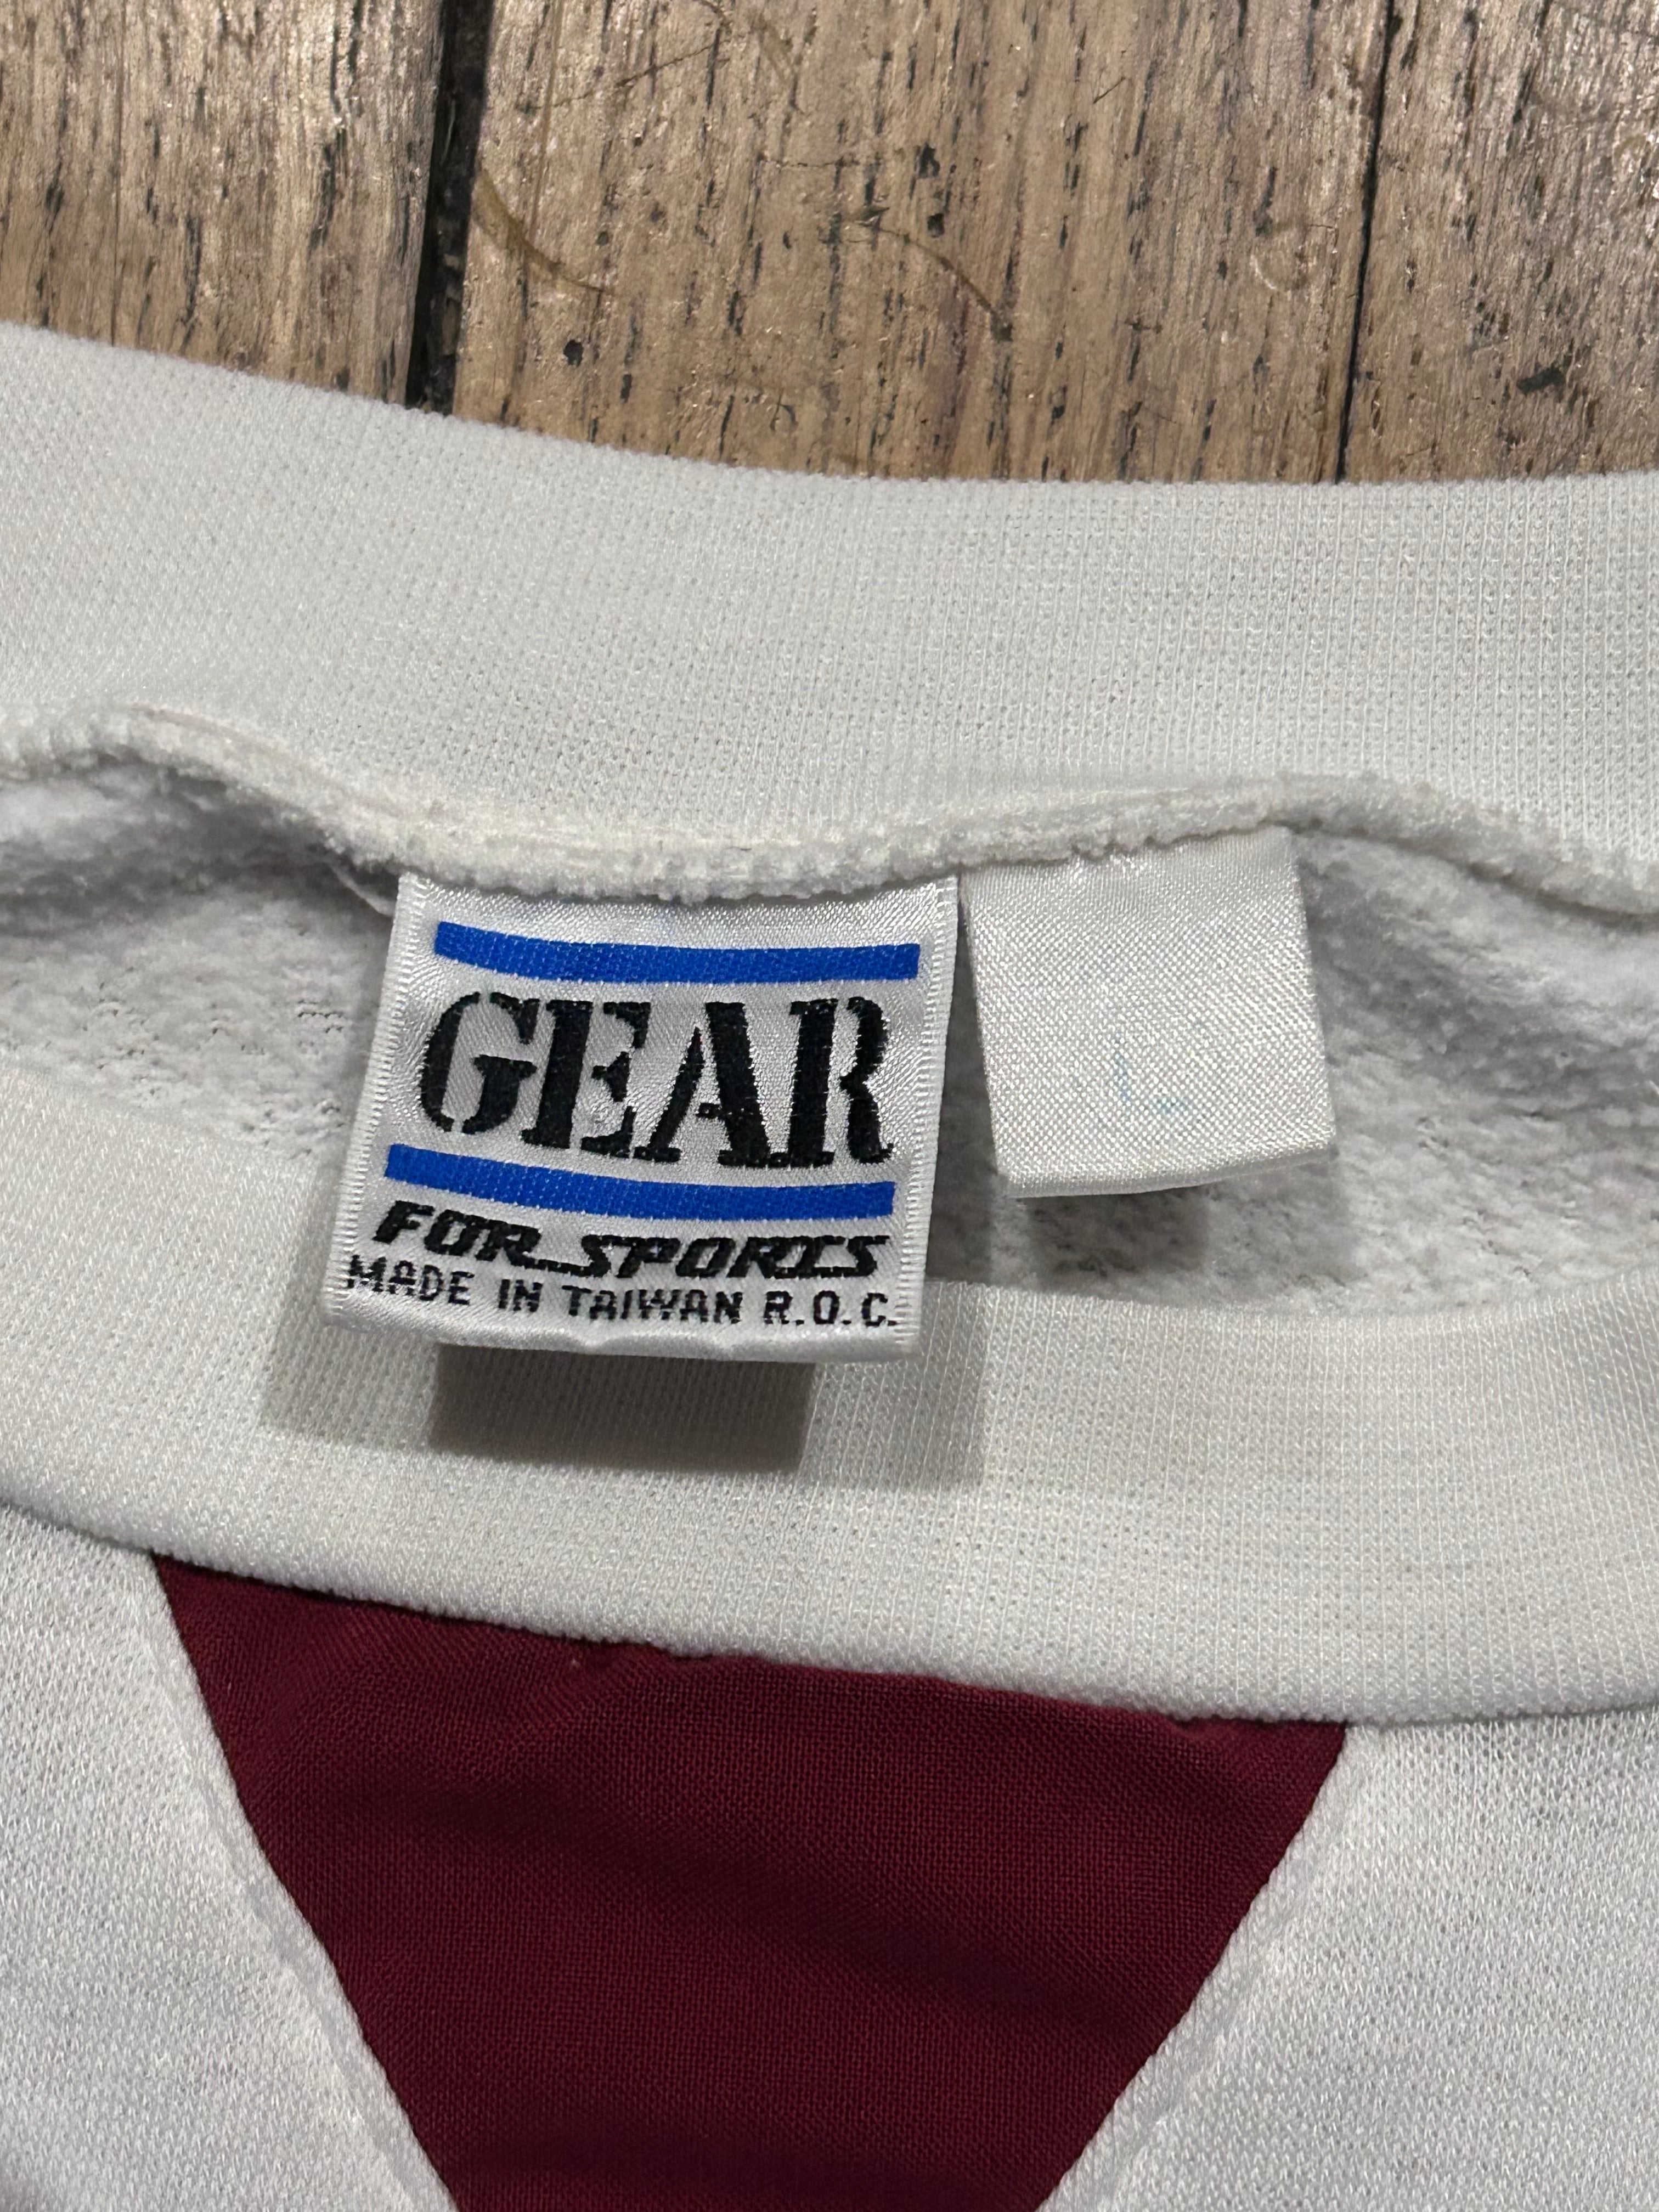 GEAR
FOR SPORTS
MADE IN TAIWAN R.O.C.
L